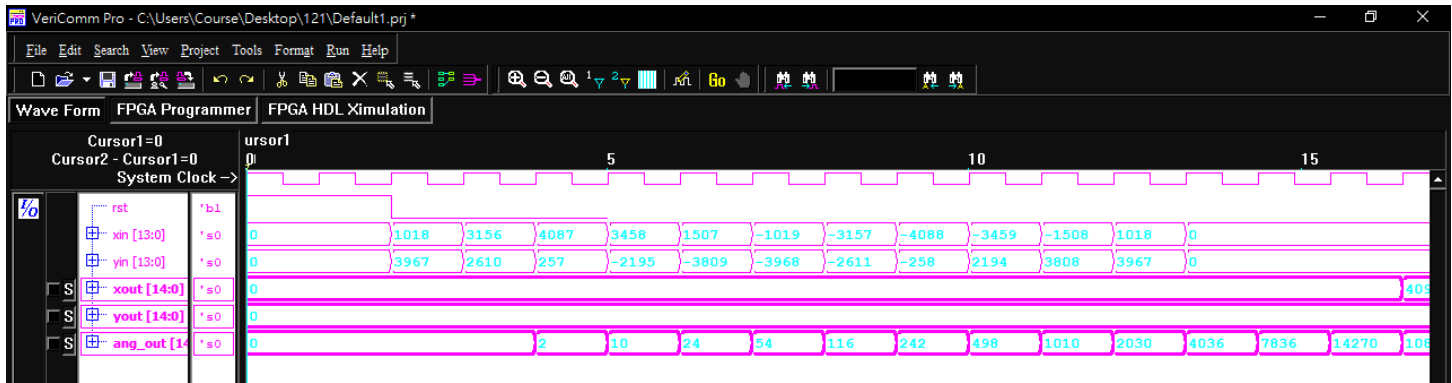 VeriComm Pro - C:\Users\Course\Desktop\121\Default1.prj *
File Edit Search View Project Tools Format Run Help
1 2 Go
Wave Form FPGA Programmer FPGA HDL Ximulation
Cursor1=0 ursor1
Cursor2 - Cursor1=0 0 5 10 15
System Clock -->
I/O rst 'b1
xin [13:0] 's0 0 1018 3156 4087 3458 1507 -1019 -3157 -4088 -3459 -1508 1018 0
yin [13:0] 's0 0 3967 2610 257 -2195 -3809 -3968 -2611 -258 2194 3808 3967 0
S xout [14:0] 's0 0 409
S yout [14:0] 's0 0
S ang_out [14 's0 0 2 10 24 54 116 242 498 1010 2030 4036 7836 14270 108